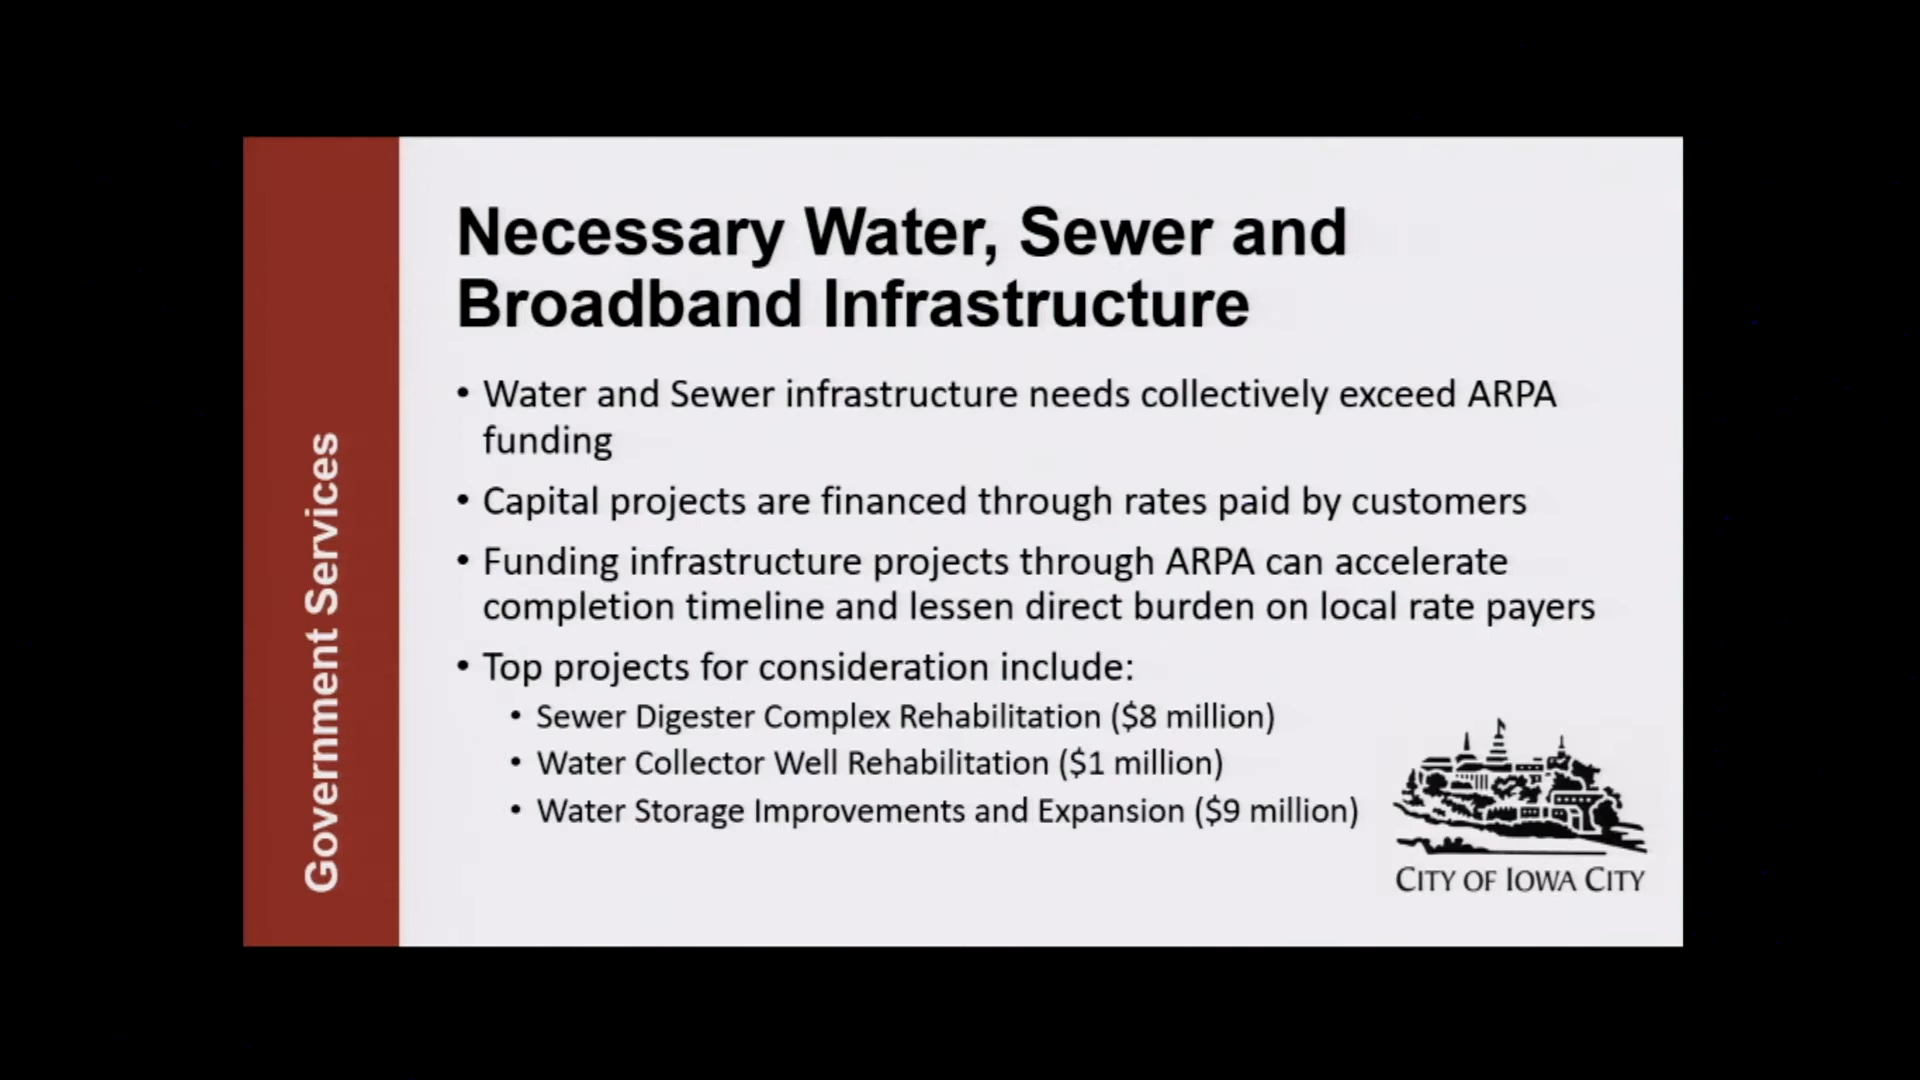 Government Services
Necessary Water, Sewer and
Broadband Infrastructure
• Water and Sewer infrastructure needs collectively exceed ARPA
funding
• Capital projects are financed through rates paid by customers
• Funding infrastructure projects through ARPA can accelerate
completion timeline and lessen direct burden on local rate payers
• Top projects for consideration include:
• Sewer Digester Complex Rehabilitation ($8 million)
• Water Collector Well Rehabilitation ($1 million)
• Water Storage Improvements and Expansion ($9 million)
CITY OF IOWA CITY